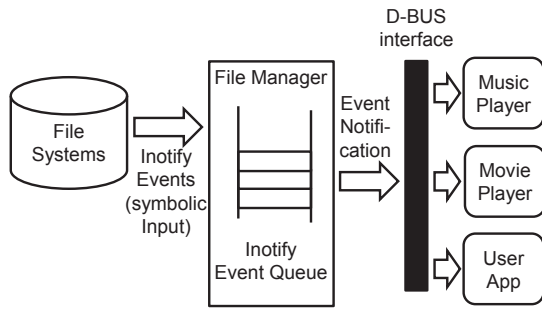 File
Systems
Inotify
Events
(symbolic
Input)
File Manager
Inotify
Event Queue
Event
Notifi-
cation
D-BUS
interface
Music
Player
Movie
Player
User
App